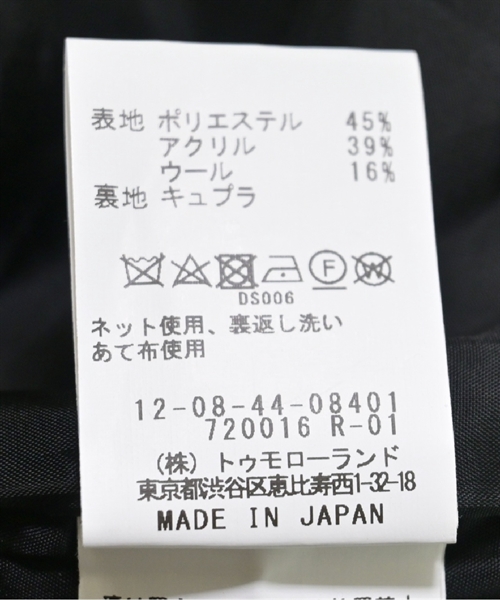 表地 ポリエステル 45%
アクリル 39%
ウール 16%
裏地 キュプラ
F W
DS006
ネット使用、裏返し洗い
あて布使用
12-08-44-08401
720016 R-01
(株) トゥモローランド
東京都渋谷区恵比寿西1-32-18
MADE IN JAPAN